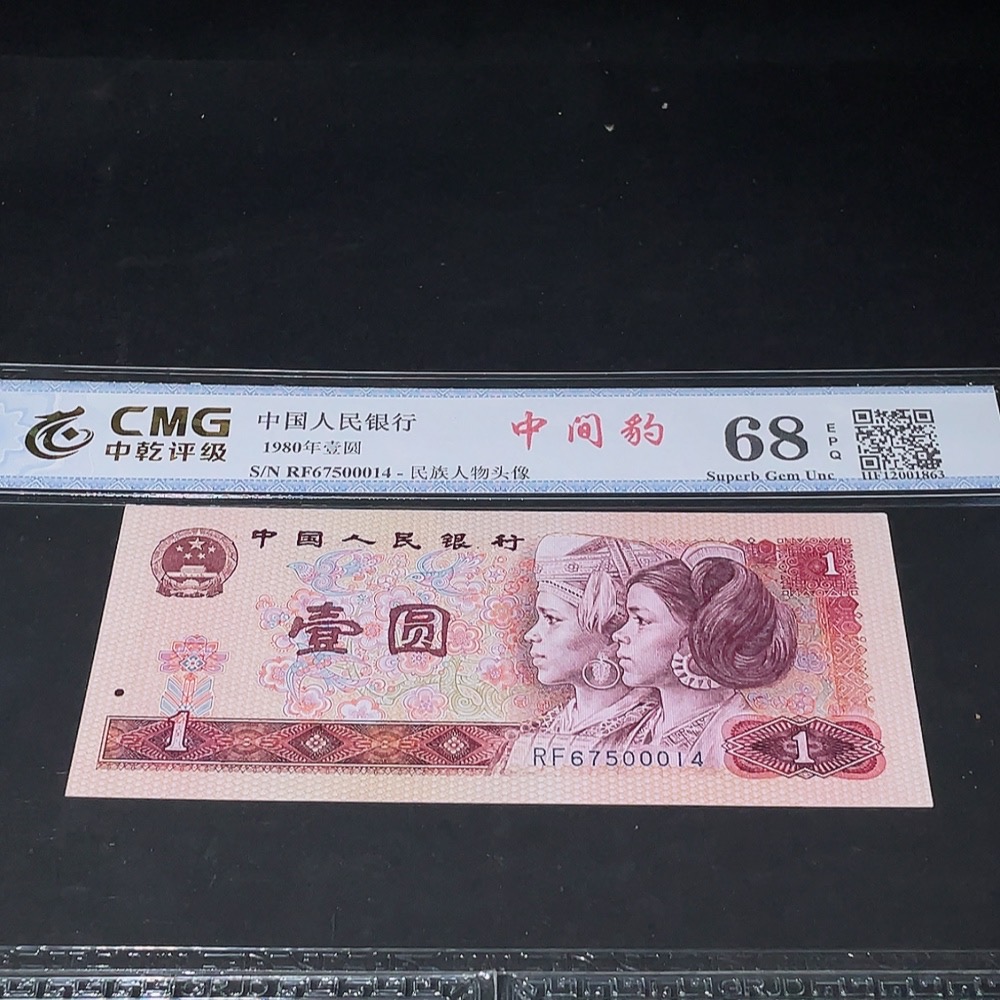 CMG
中乾评级
中国人民银行
1980年壹圆
S/N RF67500014 - 民族人物头像
中间豹
68
EPQ
Superb Gem Unc
中国人民银行
壹圆
1
1
RF67500014
1